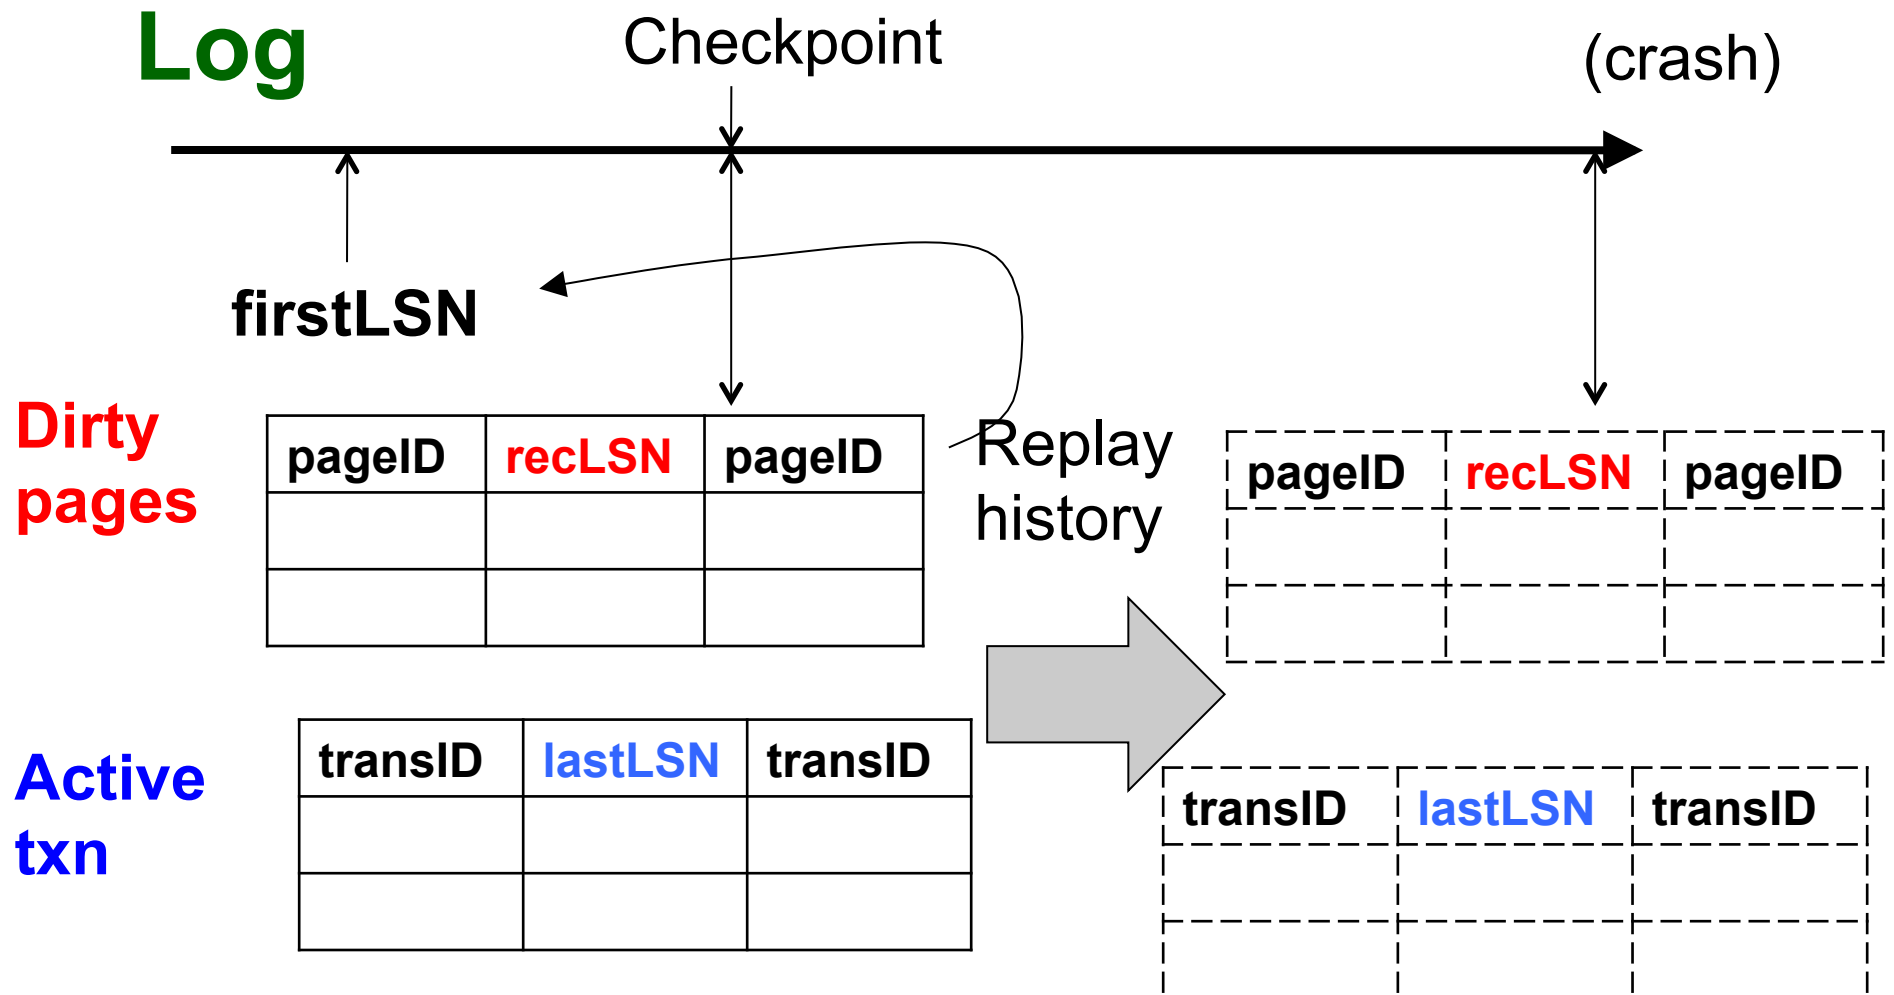 Log
Checkpoint
(crash)
firstLSN
Dirty
pages
pageID recLSN pageID
Replay
history
pageID recLSN pageID
Active
txn
transID lastLSN transID
transID lastLSN transID